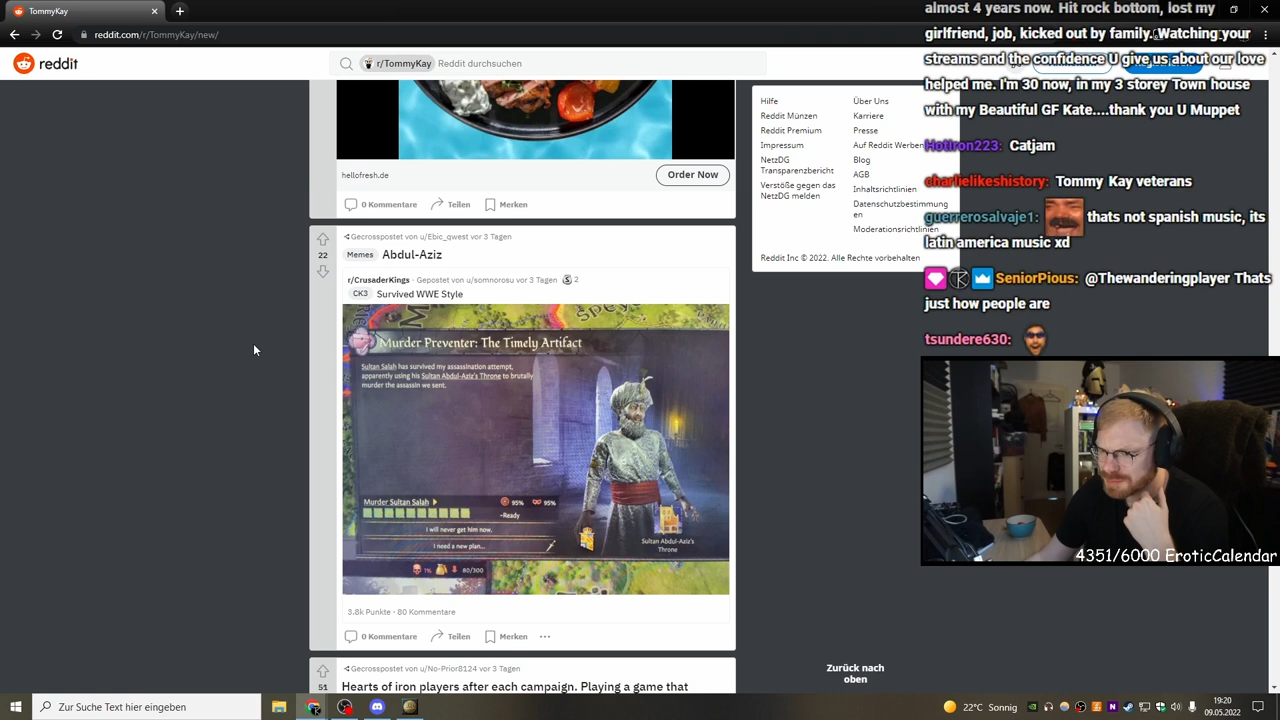 TommyKay
reddit.com/r/TommyKay/new/
reddit
r/TommyKay Reddit durchsuchen
hellofresh.de
Order Now
0 Kommentare Teilen Merken
Gecrosspostet von u/Ebic_qwest vor 3 Tagen
22
Memes Abdul-Aziz
r/CrusaderKings · Gepostet von u/somnorosu vor 3 Tagen 2
CK3 Survived WWE Style
SPEY
Murder Preventer: The Timely Artifact
Sultan Salah has survived my assassination attempt,
apparently using his Sultan Abdul-Aziz's Throne to brutally
murder the assassin we sent.
Murder Sultan Salah
95% 95%
~Ready
I will never get him now.
I need a new plan...
Sultan Abdul-Aziz's
Throne
1% 80/300
3.8k Punkte · 80 Kommentare
0 Kommentare Teilen Merken ...
Gecrosspostet von u/No-Prior8124 vor 3 Tagen
51
Hearts of iron players after each campaign. Playing a game that
Hilfe
Reddit Münzen
Reddit Premium
Impressum
NetzDG
Transparenzbericht
Verstöße gegen das
NetzDG melden
Über Uns
Karriere
Presse
Auf Reddit Werben
Blog
AGB
Inhaltsrichtlinien
Datenschutzbestimmung
en
Moderationsrichtlinien
Reddit Inc © 2022. Alle Rechte vorbehalten
Zurück nach
oben
almost 4 years now. Hit rock bottom, lost my
girlfriend, job, kicked out by family. Watching your
streams and the confidence U give us about our love
helped me. I'm 30 now, in my 3 storey Town house
with my Beautiful GF Kate....thank you U Muppet
HotIron223: Catjam
charlielikeshistory: Tommy Kay veterans
guerrerosalvaje1: thats not spanish music, its
latin america music xd
SeniorPious: @Thewanderingplayer Thats
just how people are
tsundere630:
4351/6000 EroticCalendar
Zur Suche Text hier eingeben
22°C Sonnig
19:20
09.05.2022